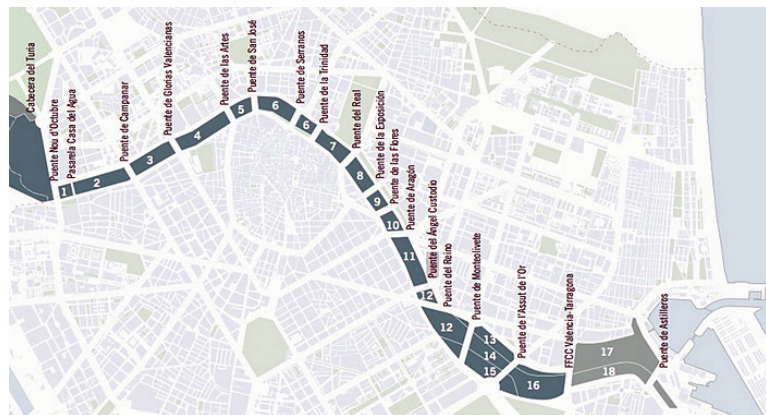 Cabecera del Turia
Puente Nou d'Octubre
Pasarela Casa del Agua
Puente de Campanar
Puente de Glorias Valencianas
Puente de las Artes
Puente de San José
Puente de Serranos
Puente de la Trinidad
Puente del Real
Puente de la Exposición
Puente de las Flores
Puente de Aragón
Puente del Ángel Custodio
Puente del Reino
Puente de Monteolivete
Puente de l'Assut de l'Or
FFCC Valencia-Tarragona
Puente de Astilleros
1
2
3
4
5
6
6
7
8
9
10
11
12
12
13
14
15
16
17
18